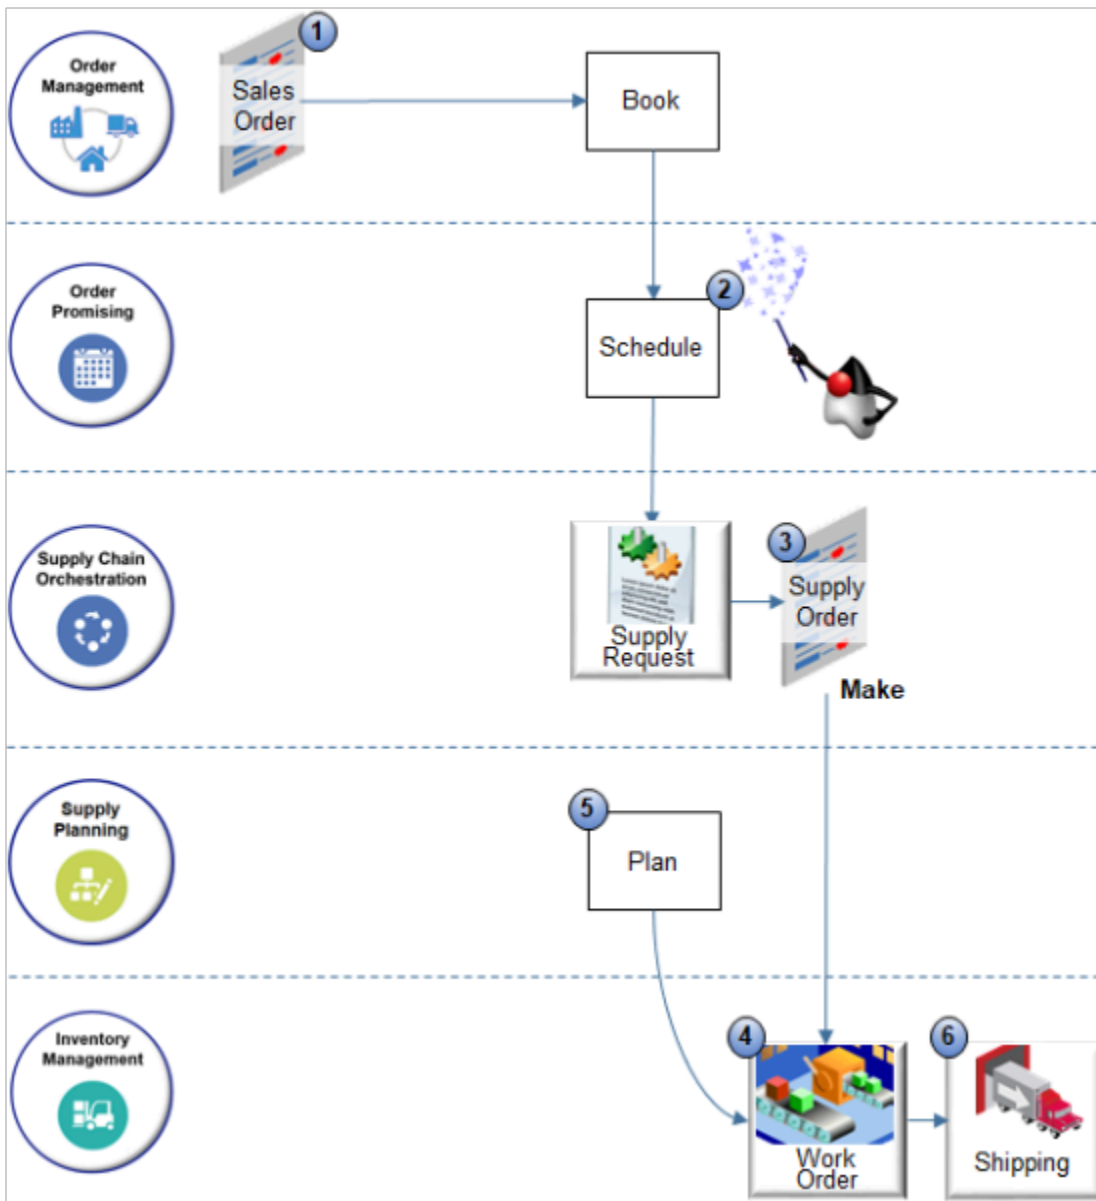 Order
Management
1
Sales
Order
Book
Order
Promising
2
Schedule
Supply Chain
Orchestration
Supply
Request
3
Supply
Order
Make
Supply
Planning
5
Plan
Inventory
Management
4
Work
Order
6
Shipping